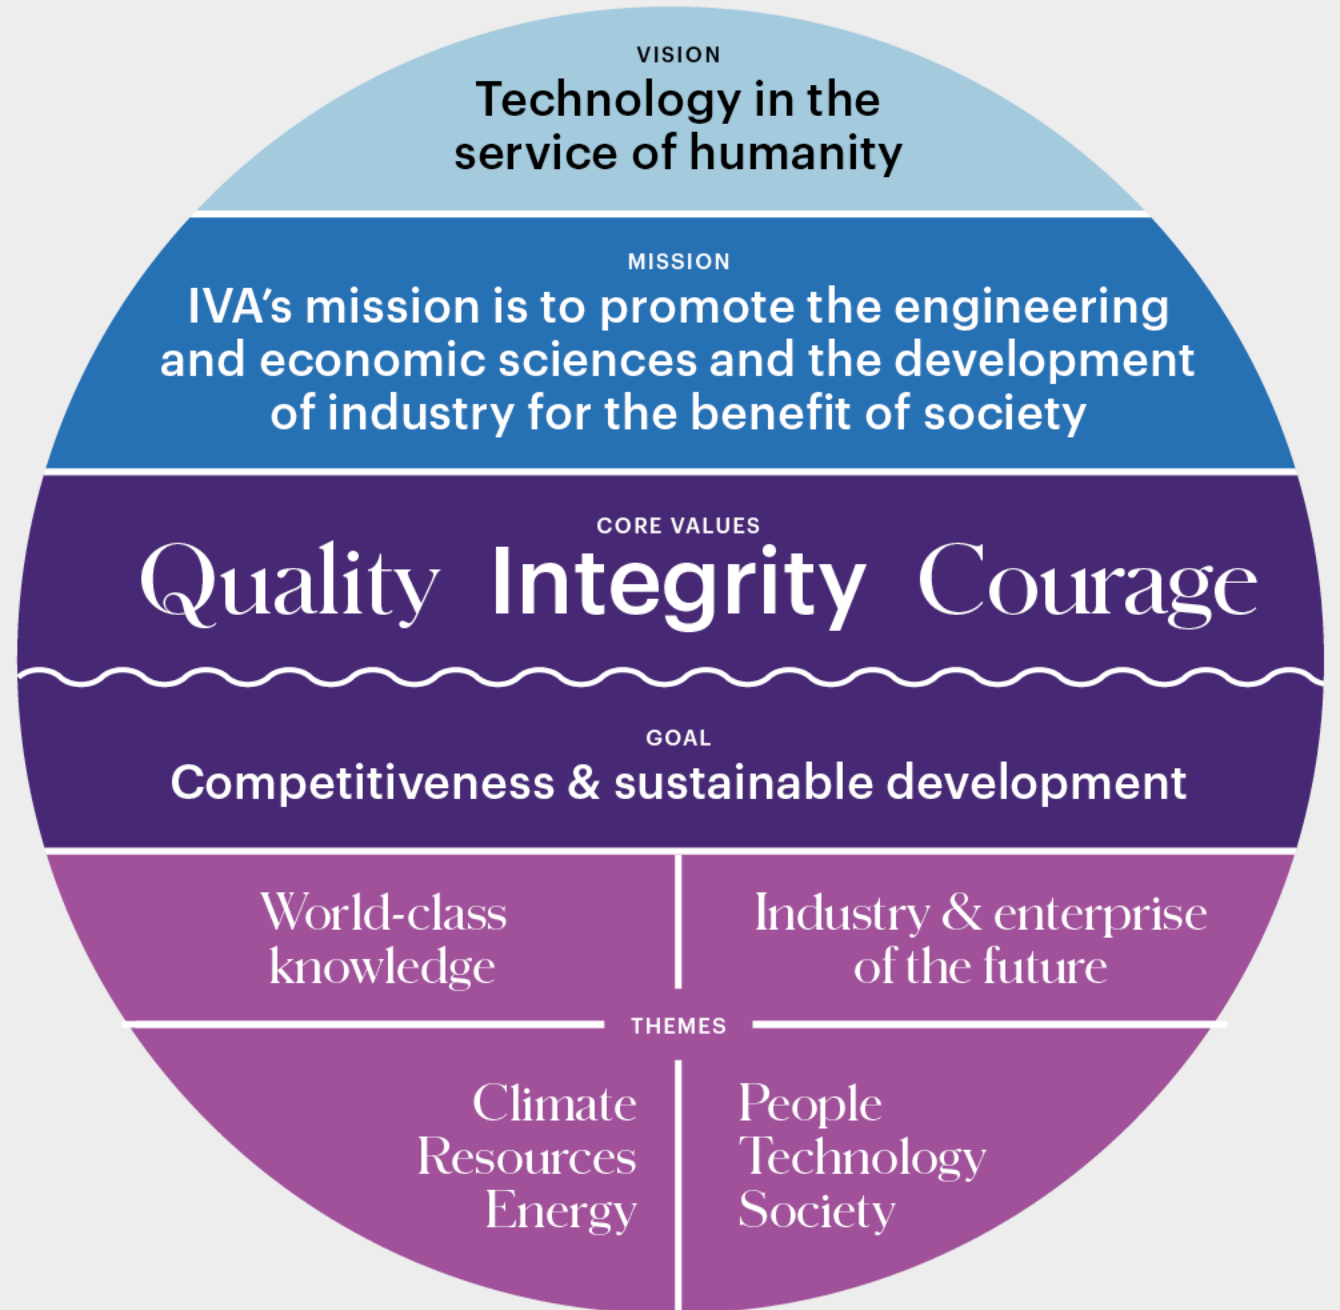 VISION
Technology in the
service of humanity
MISSION
IVA’s mission is to promote the engineering
and economic sciences and the development
of industry for the benefit of society
CORE VALUES
Quality Integrity Courage
GOAL
Competitiveness & sustainable development
World-class
knowledge
Industry & enterprise
of the future
THEMES
Climate
Resources
Energy
People
Technology
Society